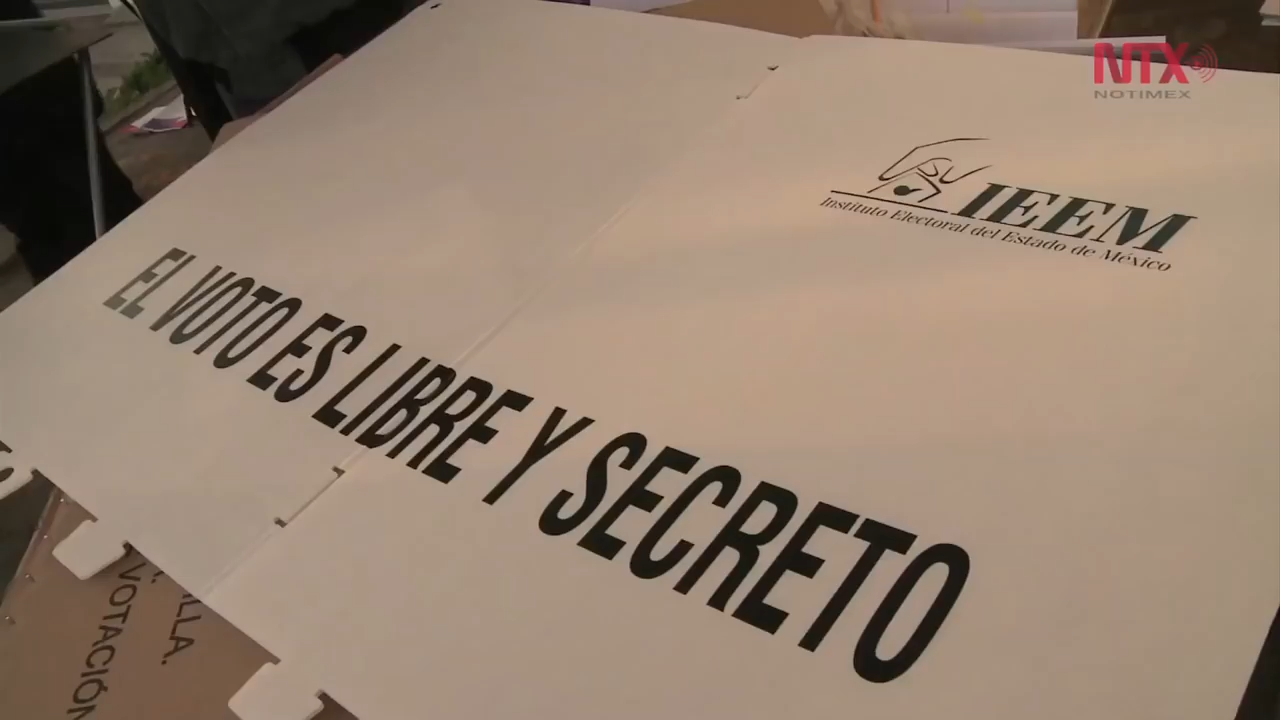 NTX
NOTIMEX
IEEM
Instituto Electoral del Estado de México
EL VOTO ES LIBRE Y SECRETO
VOTACIÓN